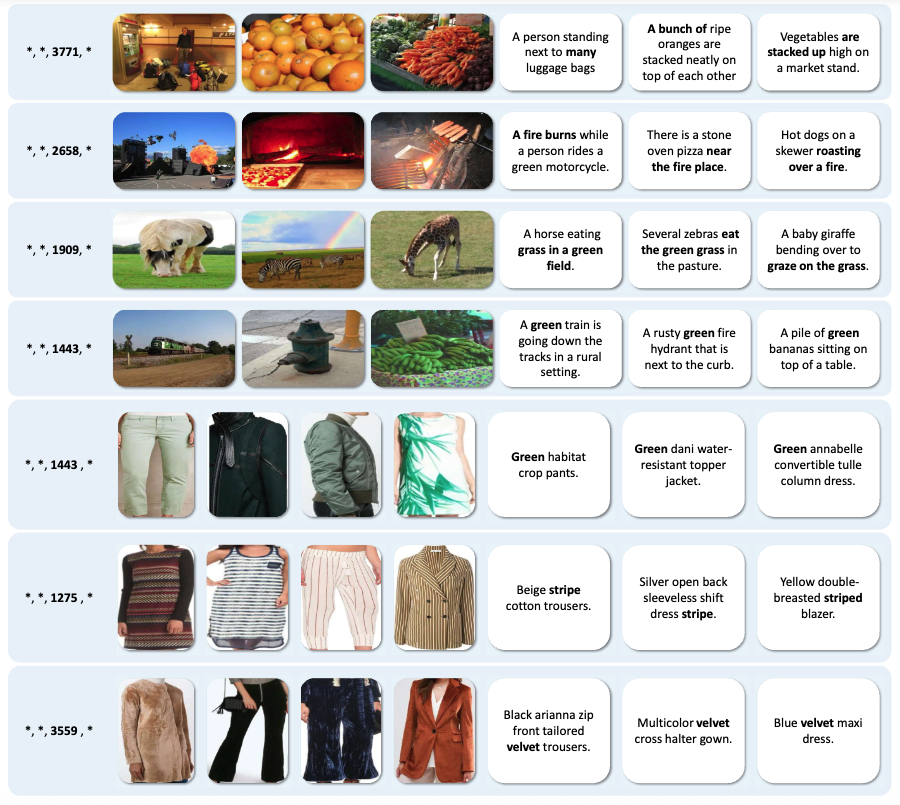 *, *, 3771, *
A person standing
next to many
luggage bags
A bunch of ripe
oranges are
stacked neatly on
top of each other
Vegetables are
stacked up high on
a market stand.
*, *, 2658, *
A fire burns while
a person rides a
green motorcycle.
There is a stone
oven pizza near
the fire place.
Hot dogs on a
skewer roasting
over a fire.
*, *, 1909, *
A horse eating
grass in a green
field.
Several zebras eat
the green grass in
the pasture.
A baby giraffe
bending over to
graze on the grass.
*, *, 1443, *
A green train is
going down the
tracks in a rural
setting.
A rusty green fire
hydrant that is
next to the curb.
A pile of green
bananas sitting on
top of a table.
*, *, 1443 , *
Green habitat
crop pants.
Green dani water-
resistant topper
jacket.
Green annabelle
convertible tulle
column dress.
*, *, 1275 , *
Beige stripe
cotton trousers.
Silver open back
sleeveless shift
dress stripe.
Yellow double-
breasted striped
blazer.
*, *, 3559 , *
Black arianna zip
front tailored
velvet trousers.
Multicolor velvet
cross halter gown.
Blue velvet maxi
dress.